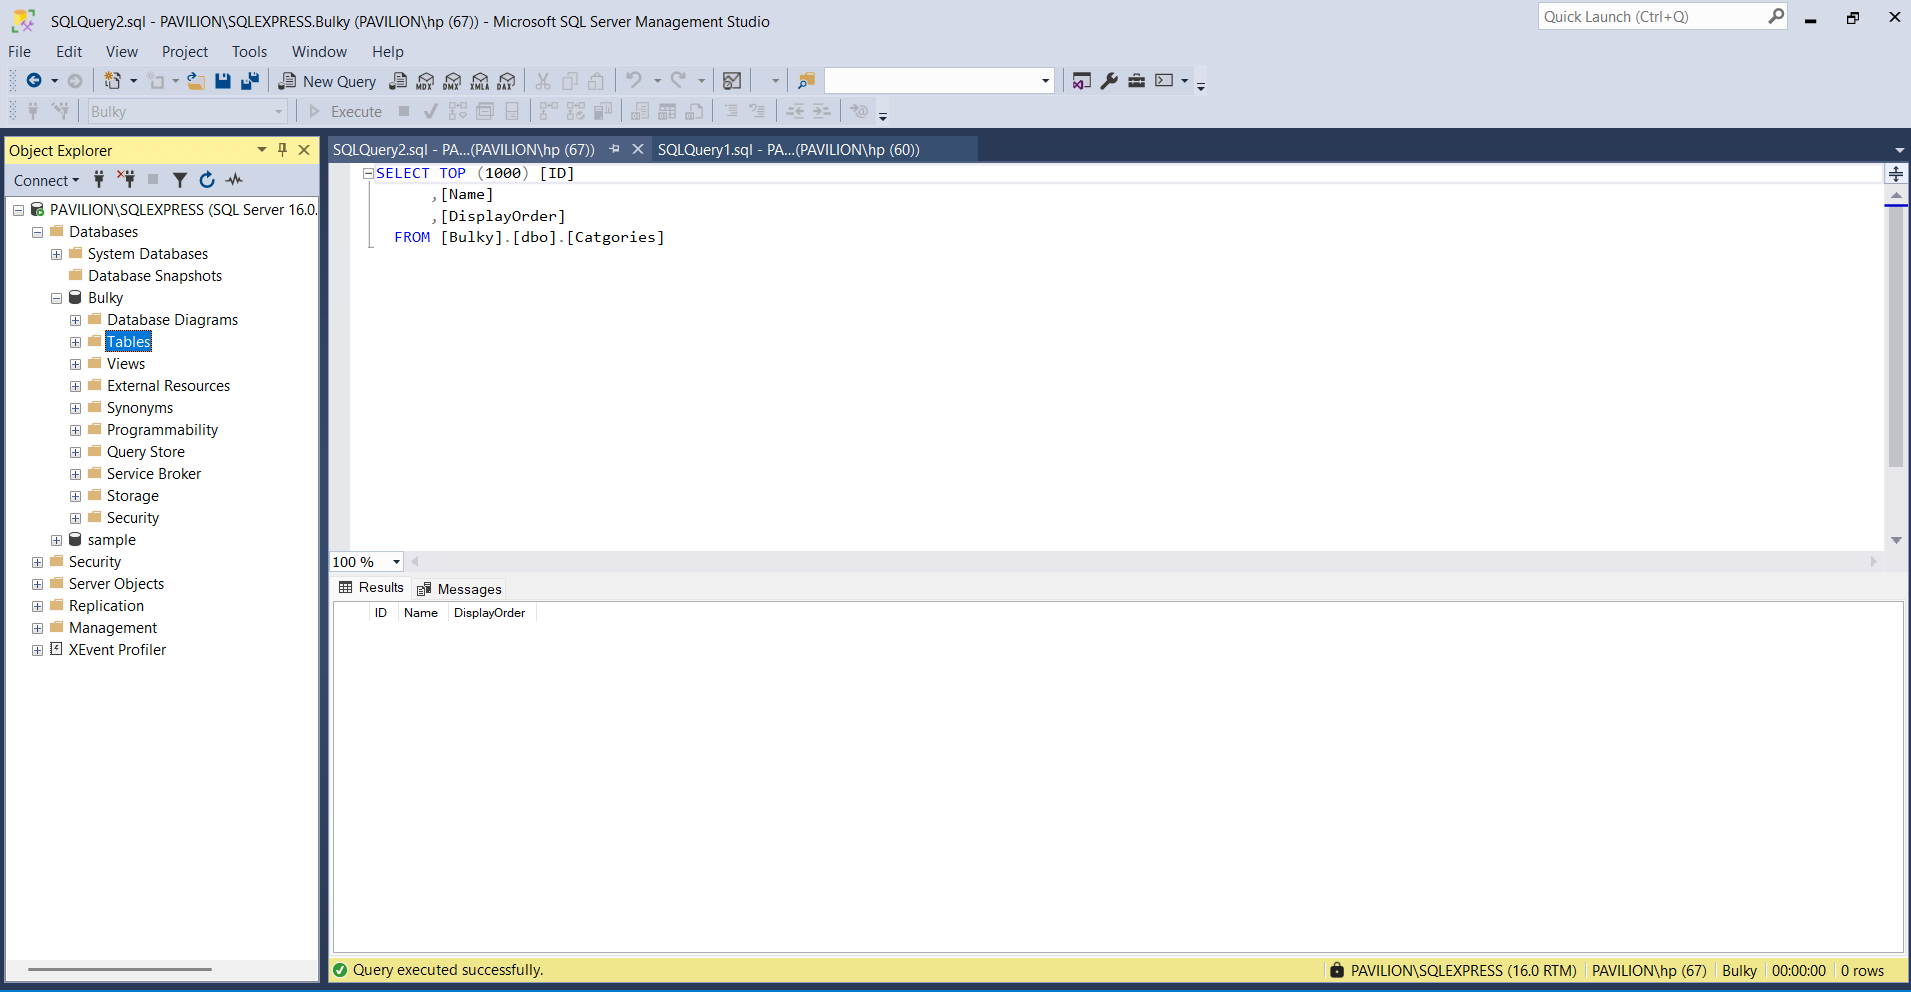 SQLQuery2.sql - PAVILION\SQLEXPRESS.Bulky (PAVILION\hp (67)) - Microsoft SQL Server Management Studio
Quick Launch (Ctrl+Q)
File Edit View Project Tools Window Help
New Query MDX DMX XMLA DAX
Bulky Execute
Object Explorer
Connect
PAVILION\SQLEXPRESS (SQL Server 16.0.
Databases
System Databases
Database Snapshots
Bulky
Database Diagrams
Tables
Views
External Resources
Synonyms
Programmability
Query Store
Service Broker
Storage
Security
sample
Security
Server Objects
Replication
Management
XEvent Profiler
SQLQuery2.sql - PA...(PAVILION\hp (67)) SQLQuery1.sql - PA...(PAVILION\hp (60))
SELECT TOP (1000) [ID]
,[Name]
,[DisplayOrder]
FROM [Bulky].[dbo].[Catgories]
100 %
Results Messages
ID Name DisplayOrder
Query executed successfully. PAVILION\SQLEXPRESS (16.0 RTM) PAVILION\hp (67) Bulky 00:00:00 0 rows